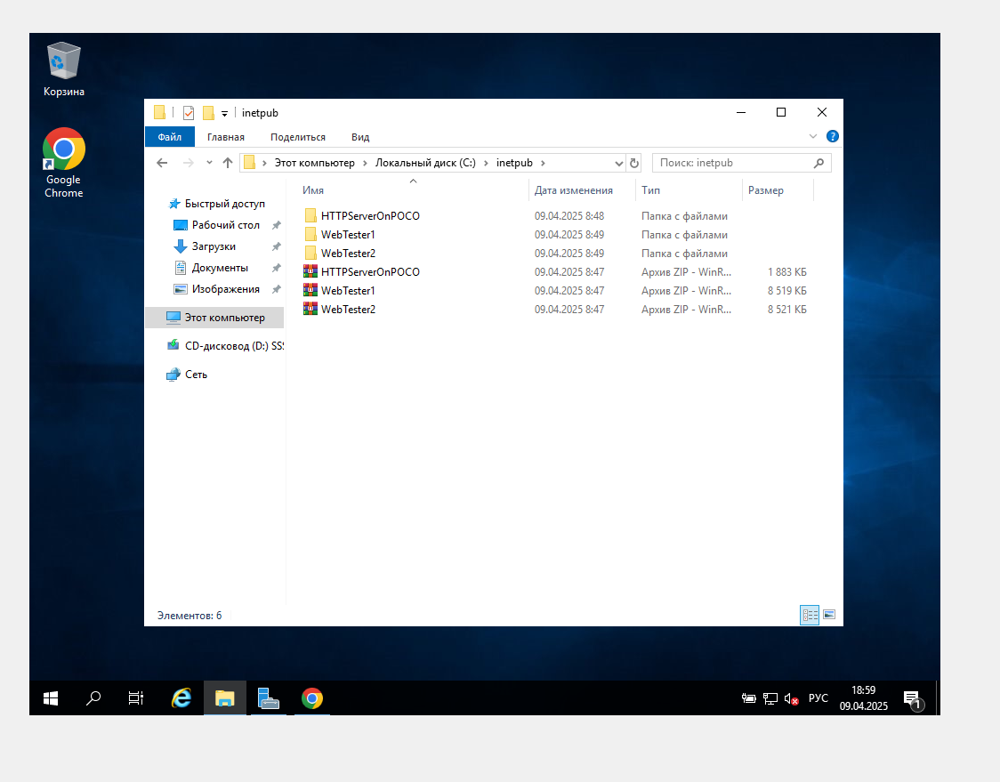 Корзина
Google
Chrome
inetpub
Файл Главная Поделиться Вид
Этот компьютер Локальный диск (C:) inetpub
Поиск: inetpub
Имя Дата изменения Тип Размер
Быстрый доступ
Рабочий стол
Загрузки
Документы
Изображения
Этот компьютер
CD-дисковод (D:) SS
Сеть
HTTPServerOnPOCO 09.04.2025 8:48 Папка с файлами
WebTester1 09.04.2025 8:49 Папка с файлами
WebTester2 09.04.2025 8:49 Папка с файлами
HTTPServerOnPOCO 09.04.2025 8:47 Архив ZIP - WinR... 1 883 КБ
WebTester1 09.04.2025 8:47 Архив ZIP - WinR... 8 519 КБ
WebTester2 09.04.2025 8:47 Архив ZIP - WinR... 8 521 КБ
Элементов: 6
РУС
18:59
09.04.2025
1